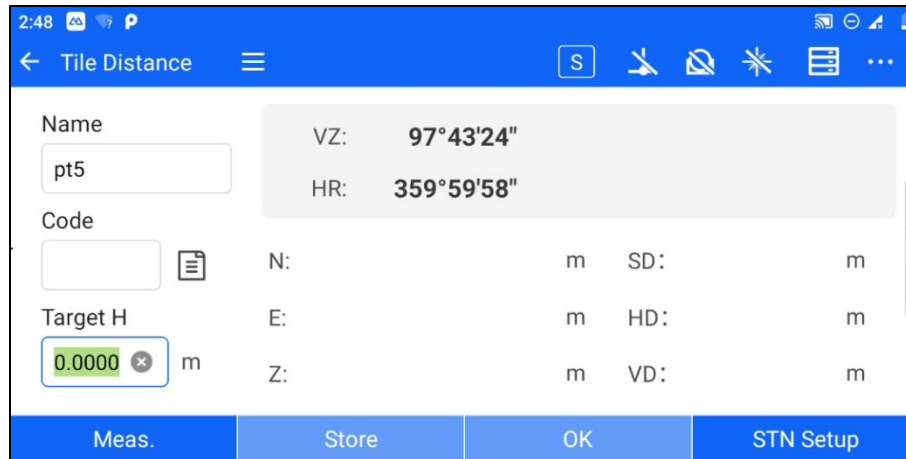 2:48
Tile Distance
S
Name
pt5
Code
Target H
0.0000 m
VZ: 97°43'24"
HR: 359°59'58"
N: m SD: m
E: m HD: m
Z: m VD: m
Meas. Store OK STN Setup